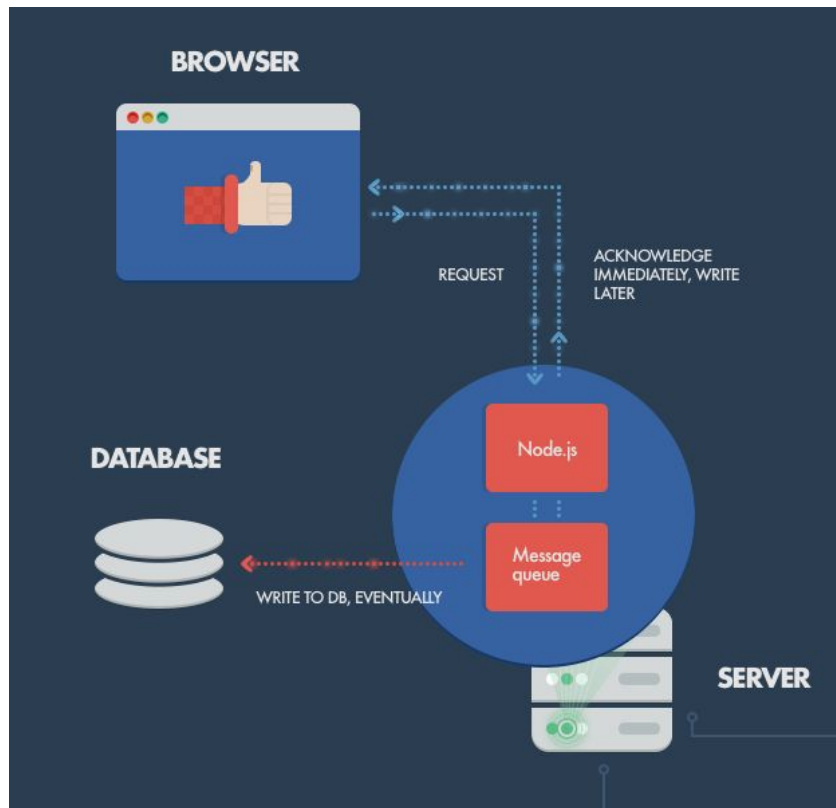 BROWSER
REQUEST
ACKNOWLEDGE
IMMEDIATELY, WRITE
LATER
Node.js
DATABASE
Message
queue
WRITE TO DB, EVENTUALLY
SERVER